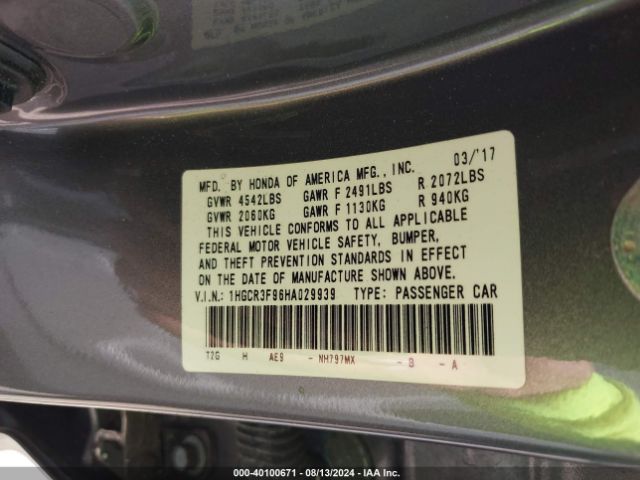 MFD. BY HONDA OF AMERICA MFG., INC. 03/'17
GVWR 4542LBS GAWR F 2491LBS R 2072LBS
GVWR 2060KG GAWR F 1130KG R 940KG
THIS VEHICLE CONFORMS TO ALL APPLICABLE
FEDERAL MOTOR VEHICLE SAFETY, BUMPER,
AND THEFT PREVENTION STANDARDS IN EFFECT
ON THE DATE OF MANUFACTURE SHOWN ABOVE.
V.I.N.: 1HGCR3F96HA029939 TYPE: PASSENGER CAR
T2G H AE9 - NH797MX - B - A
000-40100671 - 08/13/2024 - IAA Inc.